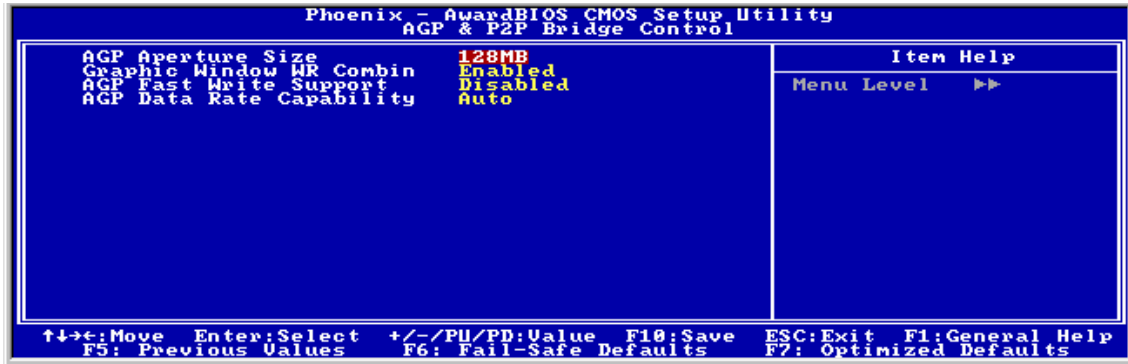 Phoenix - AwardBIOS CMOS Setup Utility
AGP & P2P Bridge Control
AGP Aperture Size 128MB
Graphic Window WR Combin Enabled
AGP Fast Write Support Disabled
AGP Data Rate Capability Auto
Item Help
Menu Level ▸▸
↑↓→←:Move Enter:Select +/-/PU/PD:Value F10:Save ESC:Exit F1:General Help
F5: Previous Values F6: Fail-Safe Defaults F7: Optimized Defaults